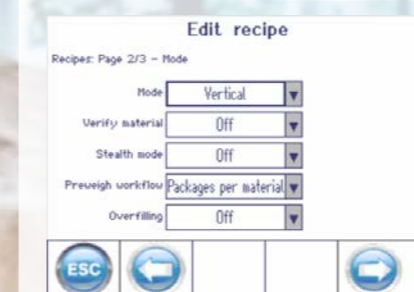 Edit recipe
Recipes: Page 2/3 - Mode
Mode Vertical
Verify material Off
Stealth mode Off
Preweigh workflow Packages per material
Overfilling Off
ESC